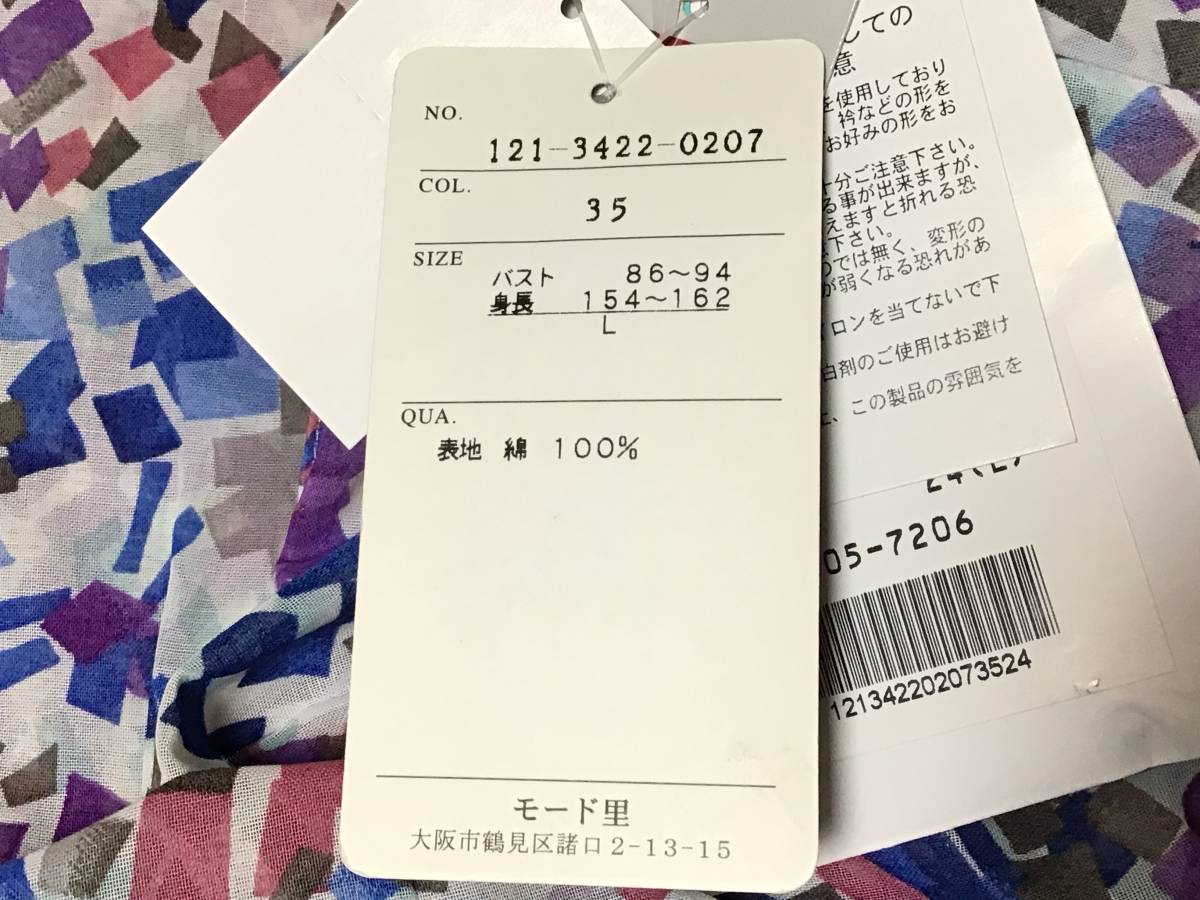 NO.
121-3422-0207
COL.
35
SIZE
バスト 86～94
身長 154～162
L
QUA.
表地 綿 100%
モード里
大阪市鶴見区諸口2-13-15
しての
意
を使用しており
、衿などの形を
お好みの形をお
十分ご注意下さい。
る事が出来ますが、
えますと折れる恐
下さい。
のでは無く、変形の
が弱くなる恐れがあ
イロンを当てないで下
白剤のご使用はお避け
、この製品の雰囲気を
24(L)
05-7206
121342202073524